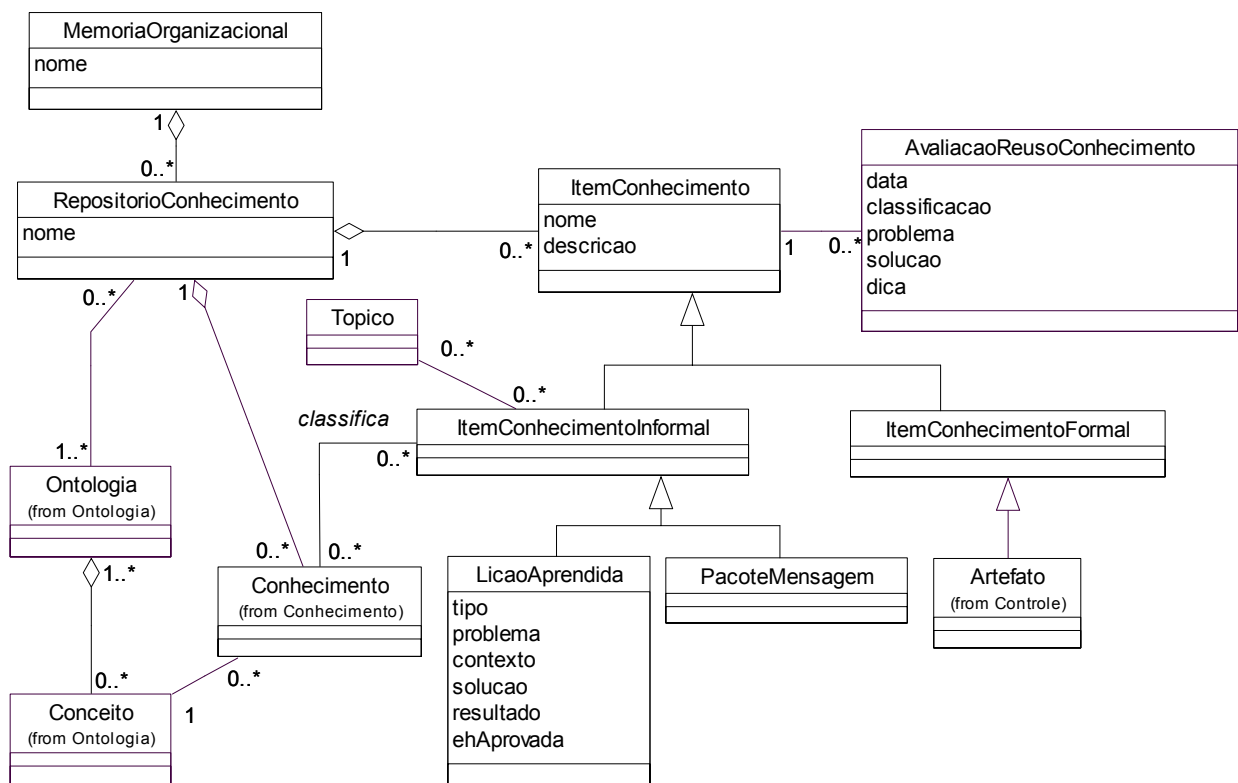 MemoriaOrganizacional
nome
1
0..*
RepositorioConhecimento
nome
1
0..*
ItemConhecimento
nome
descricao
1
0..*
AvaliacaoReusoConhecimento
data
classificacao
problema
solucao
dica
0..*
1
Topico
0..*
0..*
classifica
0..*
ItemConhecimentoInformal
ItemConhecimentoFormal
1..*
Ontologia
(from Ontologia)
1..*
0..*
0..*
Conhecimento
(from Conhecimento)
LicaoAprendida
tipo
problema
contexto
solucao
resultado
ehAprovada
PacoteMensagem
Artefato
(from Controle)
0..*
0..*
1
Conceito
(from Ontologia)